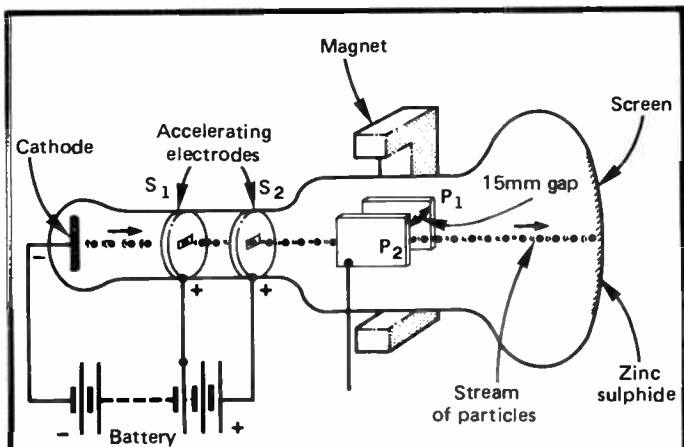 Magnet
Screen
Accelerating
electrodes
Cathode
S1
S2
15mm gap
P1
P2
-
+
+
Stream
of particles
Zinc
sulphide
-
Battery
+